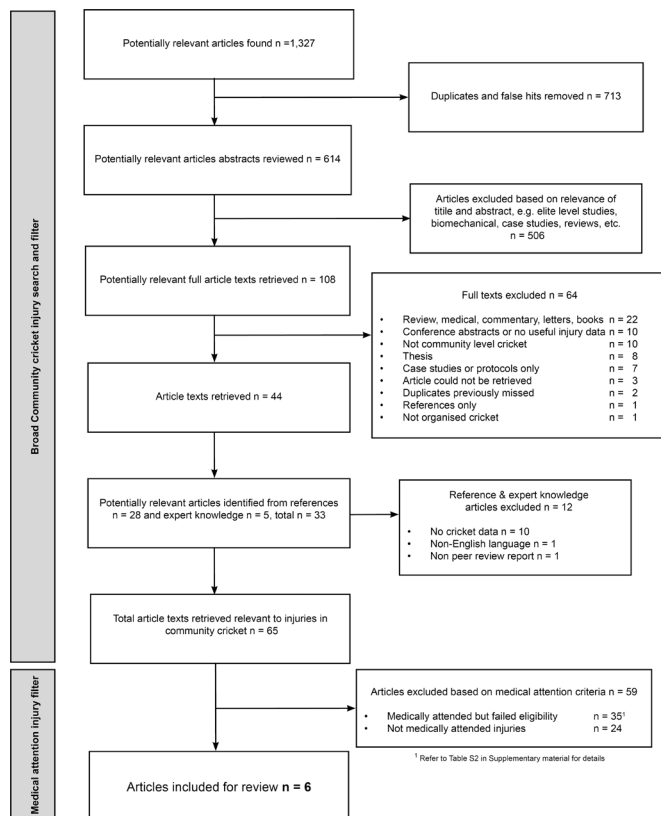 Broad Community cricket injury search and filter
Potentially relevant articles found n =1,327
Duplicates and false hits removed n = 713
Potentially relevant articles abstracts reviewed n = 614
Articles excluded based on relevance of
titile and abstract, e.g. elite level studies,
biomechanical, case studies, reviews, etc.
n = 506
Potentially relevant full article texts retrieved n = 108
Full texts excluded n = 64
• Review, medical, commentary, letters, books n = 22
• Conference abstracts or no useful injury data n = 10
• Not community level cricket n = 10
• Thesis n = 8
• Case studies or protocols only n = 7
• Article could not be retrieved n = 3
• Duplicates previously missed n = 2
• References only n = 1
• Not organised cricket n = 1
Article texts retrieved n = 44
Potentially relevant articles identified from references
n = 28 and expert knowledge n = 5, total n = 33
Reference & expert knowledge
articles excluded n = 12
• No cricket data n = 10
• Non-English language n = 1
• Non peer review report n = 1
Total article texts retrieved relevant to injuries in
community cricket n = 65
Medical attention injury filter
Articles excluded based on medical attention criteria n = 59
• Medically attended but failed eligibility n = 35¹
• Not medically attended injuries n = 24
¹ Refer to Table S2 in Supplementary material for details
Articles included for review n = 6